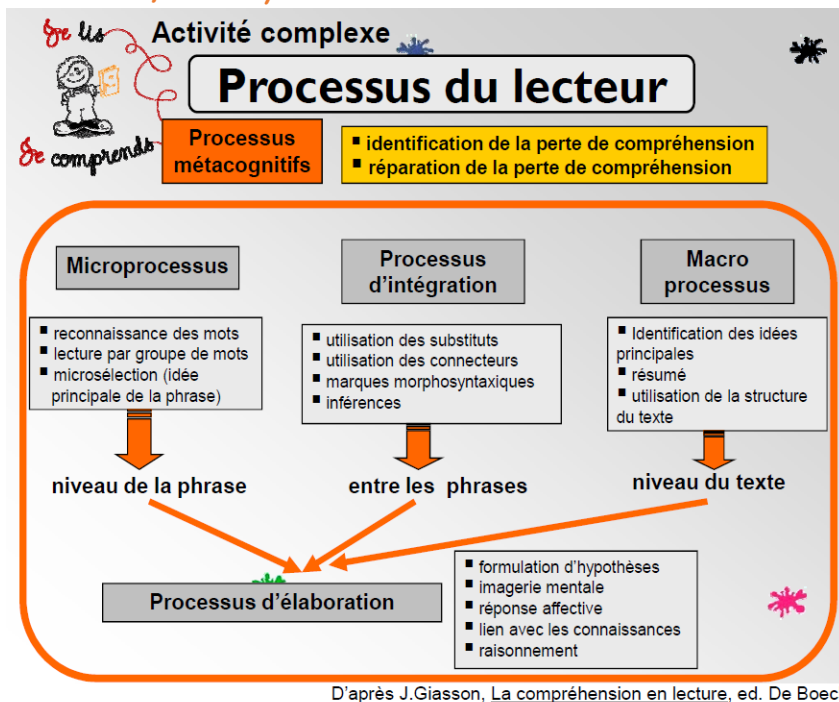 Je lis
Activité complexe
Processus du lecteur
Je comprends
Processus
métacognitifs
▪ identification de la perte de compréhension
▪ réparation de la perte de compréhension
Microprocessus
▪ reconnaissance des mots
▪ lecture par groupe de mots
▪ microsélection (idée
principale de la phrase)
niveau de la phrase
Processus
d’intégration
▪ utilisation des substituts
▪ utilisation des connecteurs
▪ marques morphosyntaxiques
▪ inférences
entre les phrases
Macro
processus
▪ Identification des idées
principales
▪ résumé
▪ utilisation de la structure
du texte
niveau du texte
Processus d’élaboration
▪ formulation d’hypothèses
▪ imagerie mentale
▪ réponse affective
▪ lien avec les connaissances
▪ raisonnement
D’après J.Giasson, La compréhension en lecture, ed. De Boec